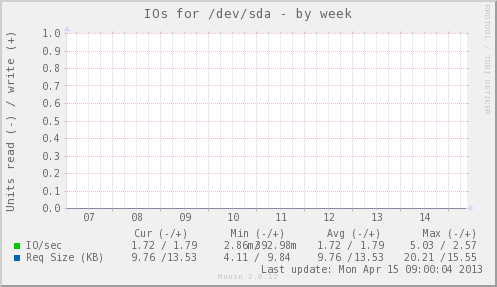 IOs for /dev/sda - by week
RRDTOOL / TOBI OETIKER
Units read (-) / write (+)
1.0
0.9
0.8
0.7
0.6
0.5
0.4
0.3
0.2
0.1
0.0
07 08 09 10 11 12 13 14
Cur (-/+) Min (-/+) Avg (-/+) Max (-/+)
IO/sec 1.72 / 1.79 2.86m/392.98m 1.72 / 1.79 5.03 / 2.57
Req Size (KB) 9.76 /13.53 4.11 / 9.84 9.76 /13.53 20.21 /15.55
Last update: Mon Apr 15 09:00:04 2013
Munin 2.0.12